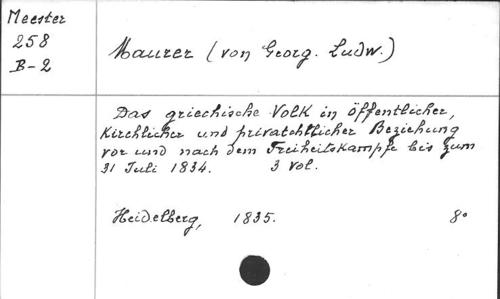 Meester
258
B-2
Maurer (von Georg. Ludw.)
Das griechische Volk in öffentlicher,
kirchlicher und privatchtlicher Beziehung
vor und nach dem Freiheitskampfe bis zum
31 Juli 1834. 3 vol.
Heidelberg, 1835. 8°